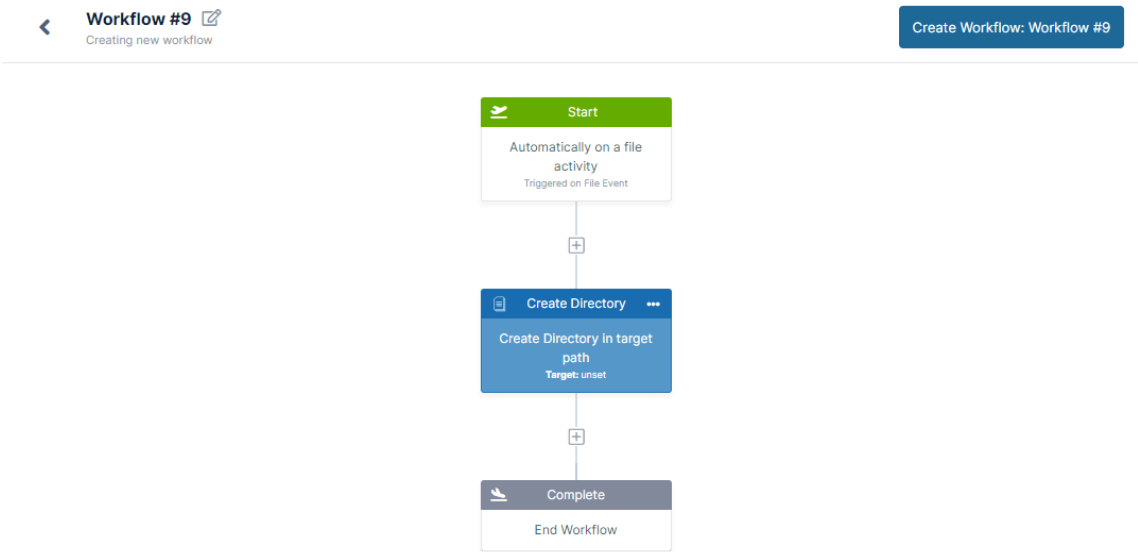 Workflow #9
Creating new workflow
Create Workflow: Workflow #9
Start
Automatically on a file
activity
Triggered on File Event
Create Directory
Create Directory in target
path
Target: unset
Complete
End Workflow